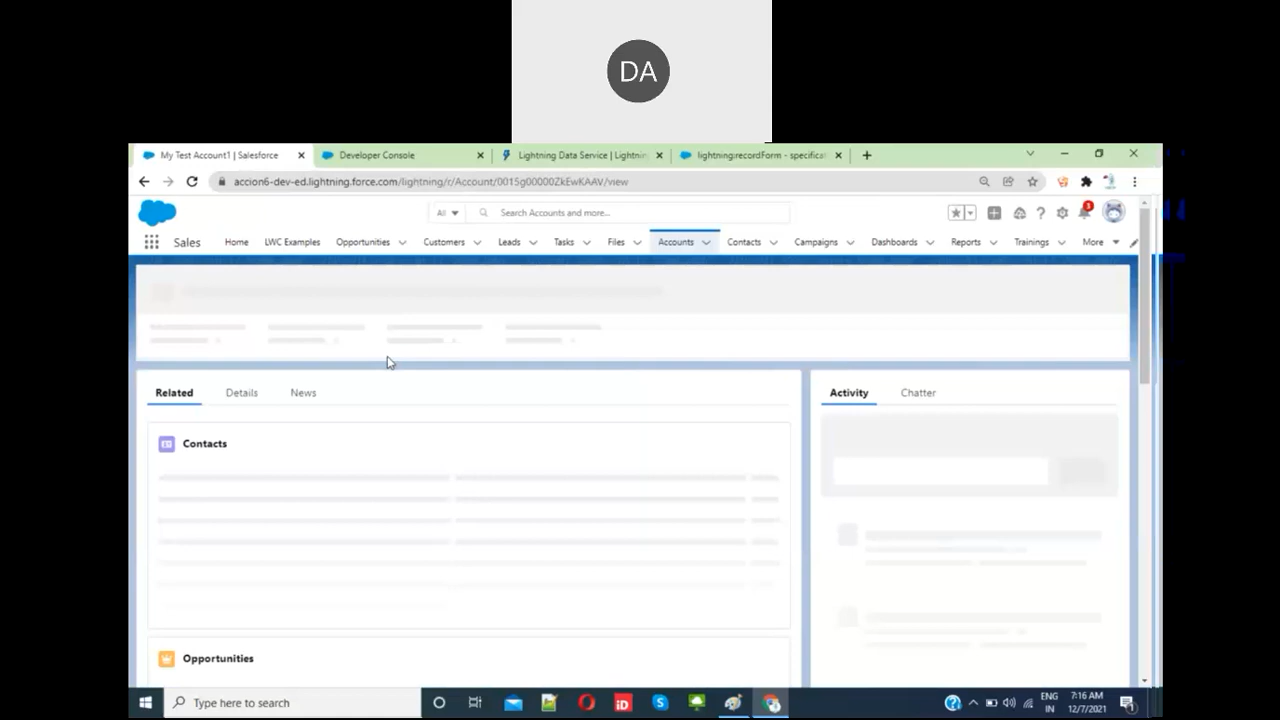 DA
My Test Account1 | Salesforce
Developer Console
Lightning Data Service | Lightnin
lightning:recordForm - specificat
accion6-dev-ed.lightning.force.com/lightning/r/Account/0015g00000ZkEwKAAV/view
All
Search Accounts and more...
3
Sales
Home
LWC Examples
Opportunities
Customers
Leads
Tasks
Files
Accounts
Contacts
Campaigns
Dashboards
Reports
Trainings
More
Related
Details
News
Activity
Chatter
Contacts
Opportunities
Type here to search
iD
ENG
IN
7:16 AM
12/7/2021
1